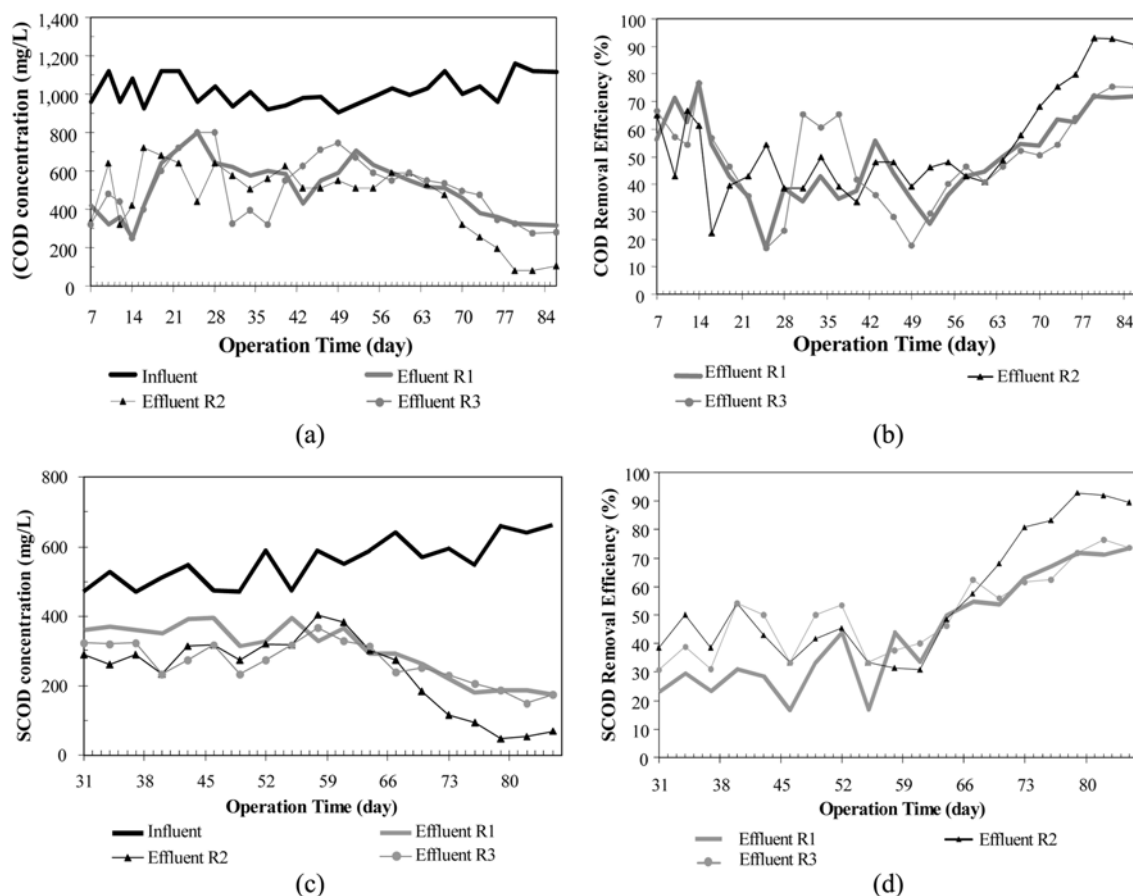 (a)
(COD concentration (mg/L)
1,400
1,200
1,000
800
600
400
200
0
7 14 21 28 35 42 49 56 63 70 77 84
Operation Time (day)
Influent Efluent R1
Effluent R2 Effluent R3
(a)
(b)
COD Removal Efficiency (%)
100
90
80
70
60
50
40
30
20
10
0
7 14 21 28 35 42 49 56 63 70 77 84
Operation Time (day)
Effluent R1 Effluent R2
Effluent R3
(b)
(c)
SCOD concentration (mg/L)
800
600
400
200
0
31 38 45 52 59 66 73 80
Operation Time (day)
Influent Effluent R1
Effluent R2 Effluent R3
(c)
(d)
SCOD Removal Efficiency (%)
100
90
80
70
60
50
40
30
20
10
0
31 38 45 52 59 66 73 80
Operation Time (day)
Effluent R1 Effluent R2
Effluent R3
(d)